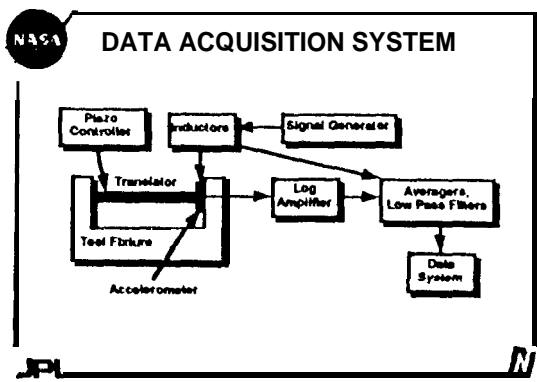 NASA
DATA ACQUISITION SYSTEM
Piezo
Controller
Inductors
Signal Generator
Translator
Log
Amplifier
Averagers,
Low Pass Filters
Test Fixture
Data
System
Accelerometer
JPL
N